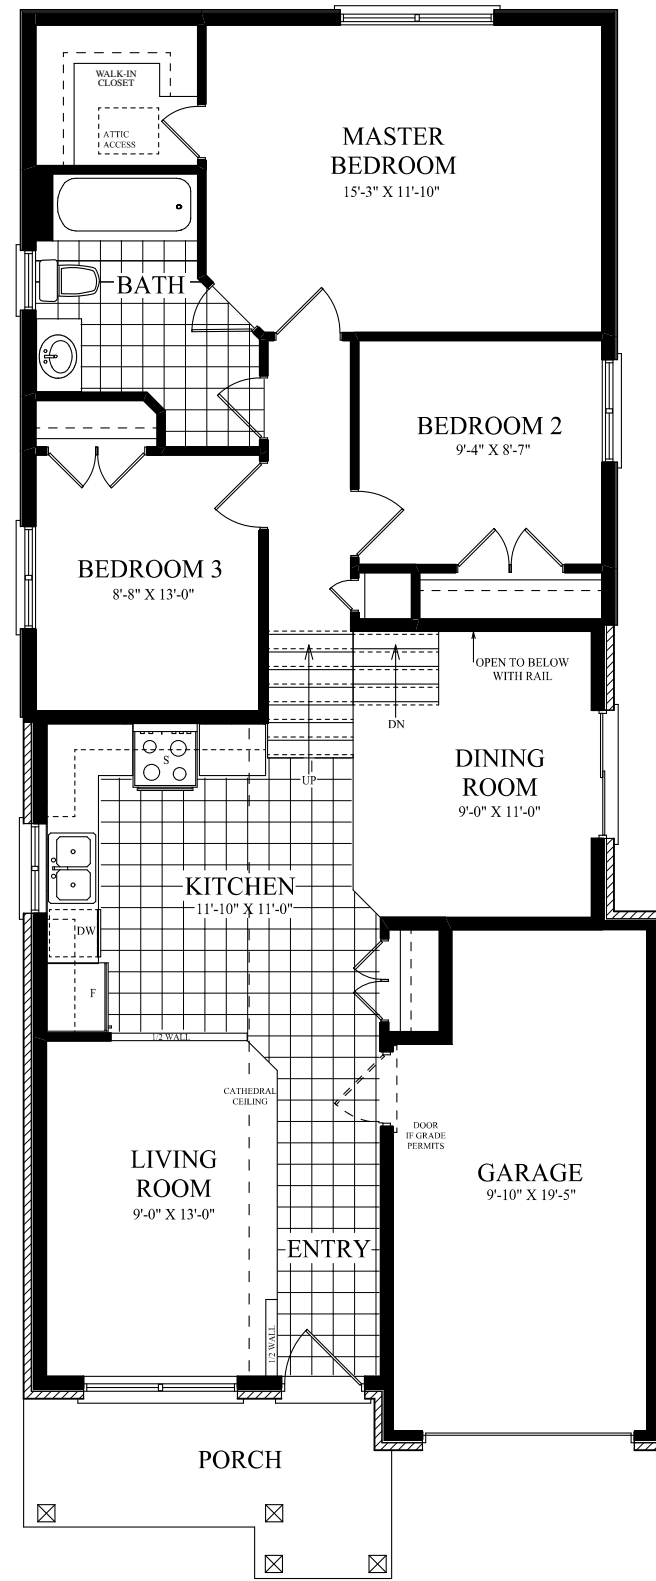 WALK-IN
CLOSET
ATTIC
ACCESS
MASTER
BEDROOM
15'-3" X 11'-10"
BATH
BEDROOM 2
9'-4" X 8'-7"
BEDROOM 3
8'-8" X 13'-0"
OPEN TO BELOW
WITH RAIL
DN
UP
S
DINING
ROOM
9'-0" X 11'-0"
KITCHEN
11'-10" X 11'-0"
DW
F
1/2 WALL
CATHEDRAL
CEILING
DOOR
IF GRADE
PERMITS
LIVING
ROOM
9'-0" X 13'-0"
GARAGE
9'-10" X 19'-5"
ENTRY
1/2 WALL
PORCH